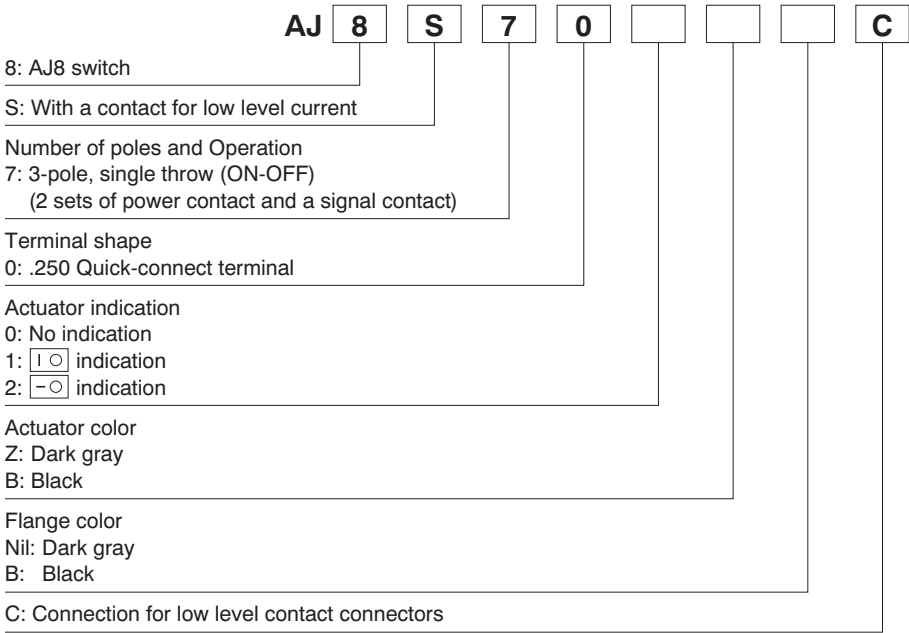 AJ 8 S 7 0 C
8: AJ8 switch
S: With a contact for low level current
Number of poles and Operation
7: 3-pole, single throw (ON-OFF)
(2 sets of power contact and a signal contact)
Terminal shape
0: .250 Quick-connect terminal
Actuator indication
0: No indication
1: I ○ indication
2: – ○ indication
Actuator color
Z: Dark gray
B: Black
Flange color
Nil: Dark gray
B: Black
C: Connection for low level contact connectors